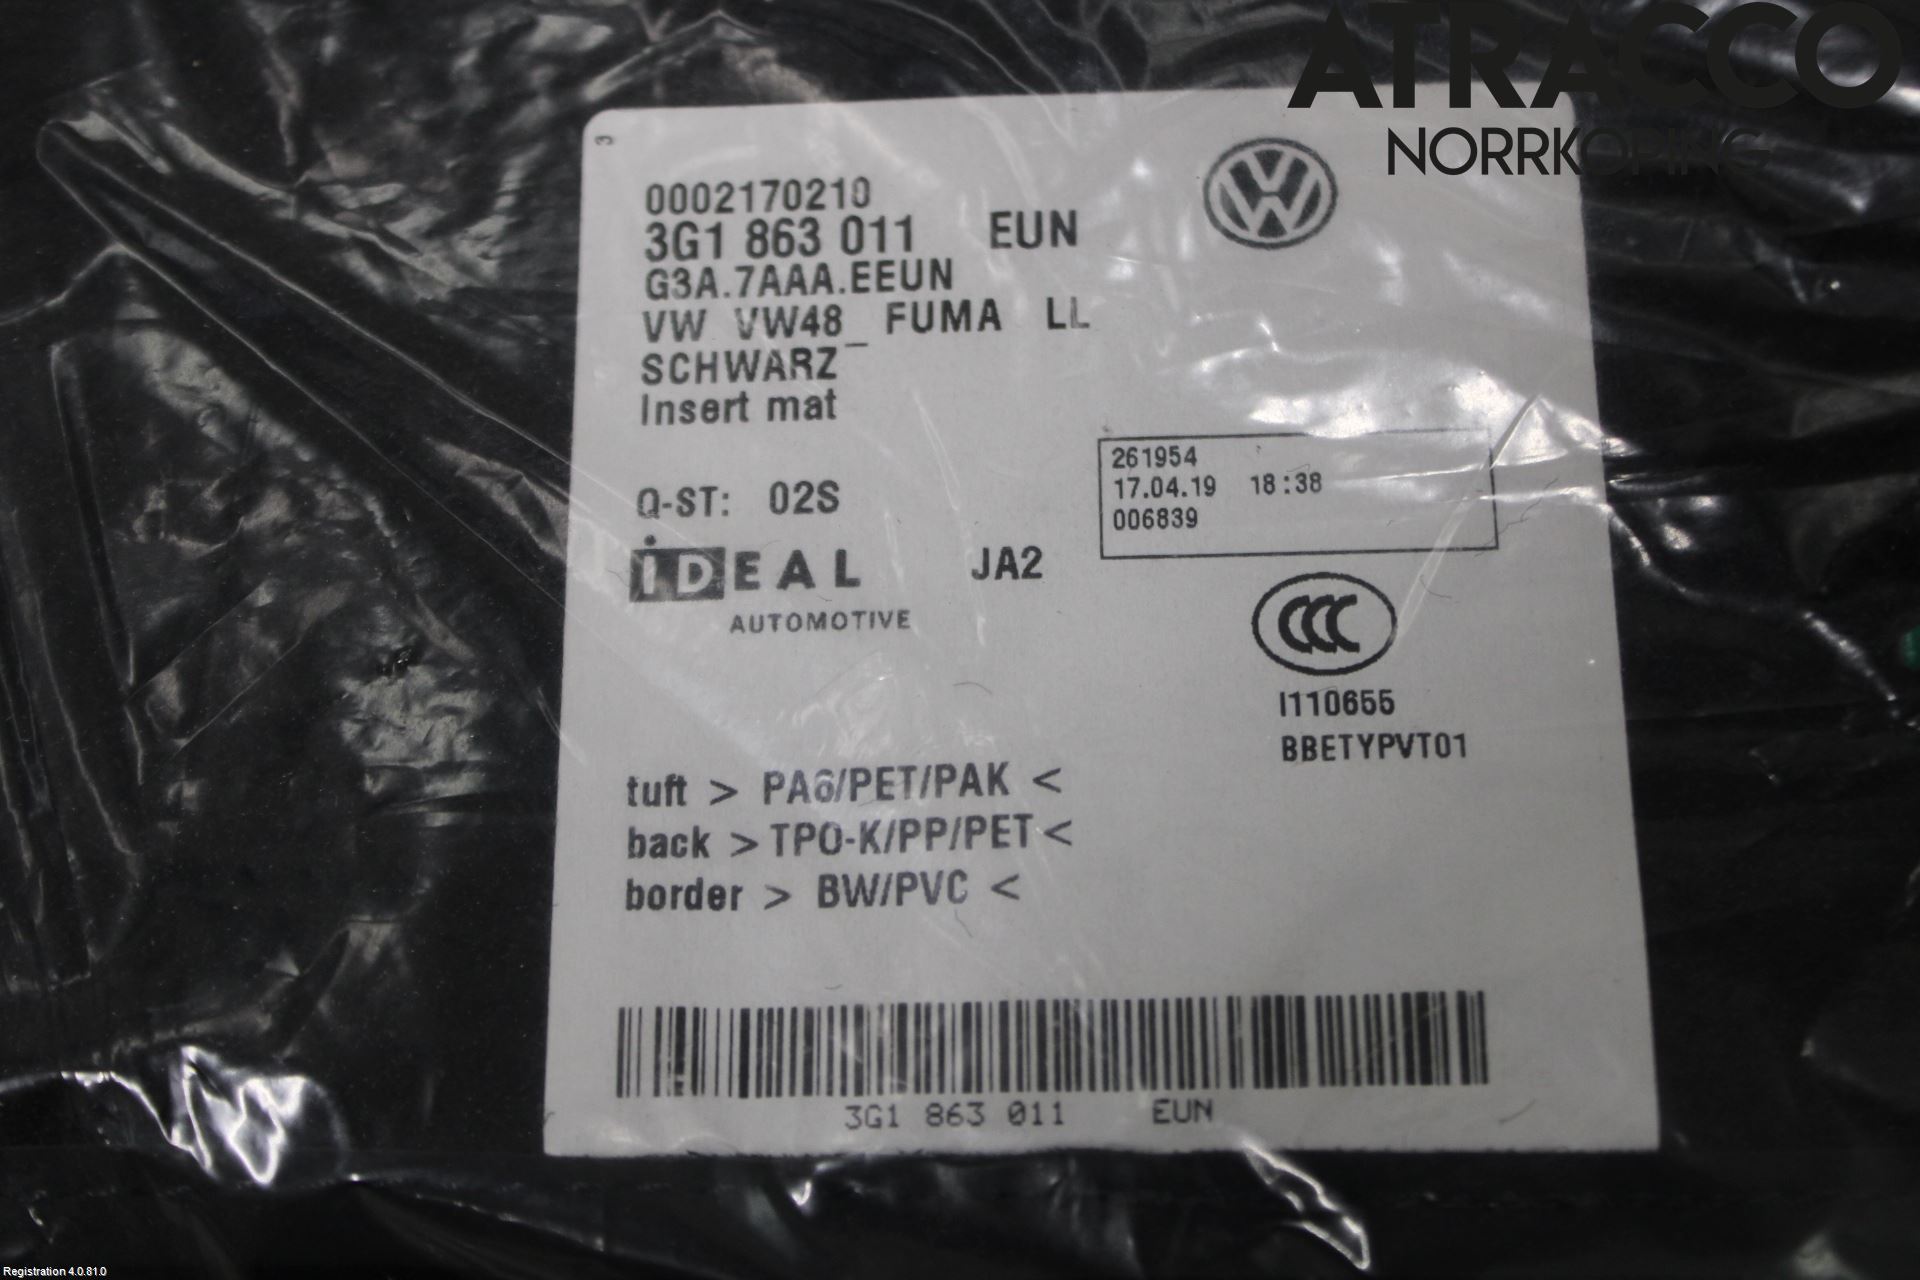 ATRACCO
NORRKÖPING
3
0002170210
3G1 863 011 EUN
G3A.7AAA.EEUN
VW VW48_ FUMA LL
SCHWARZ
Insert mat
261954
17.04.19 18:38
006839
Q-ST: 02S
iDEAL JA2
AUTOMOTIVE
CCC
I110655
BBETYPVT01
tuft > PA6/PET/PAK <
back > TPO-K/PP/PET <
border > BW/PVC <
3G1 863 011 EUN
Registration 4.0.81.0